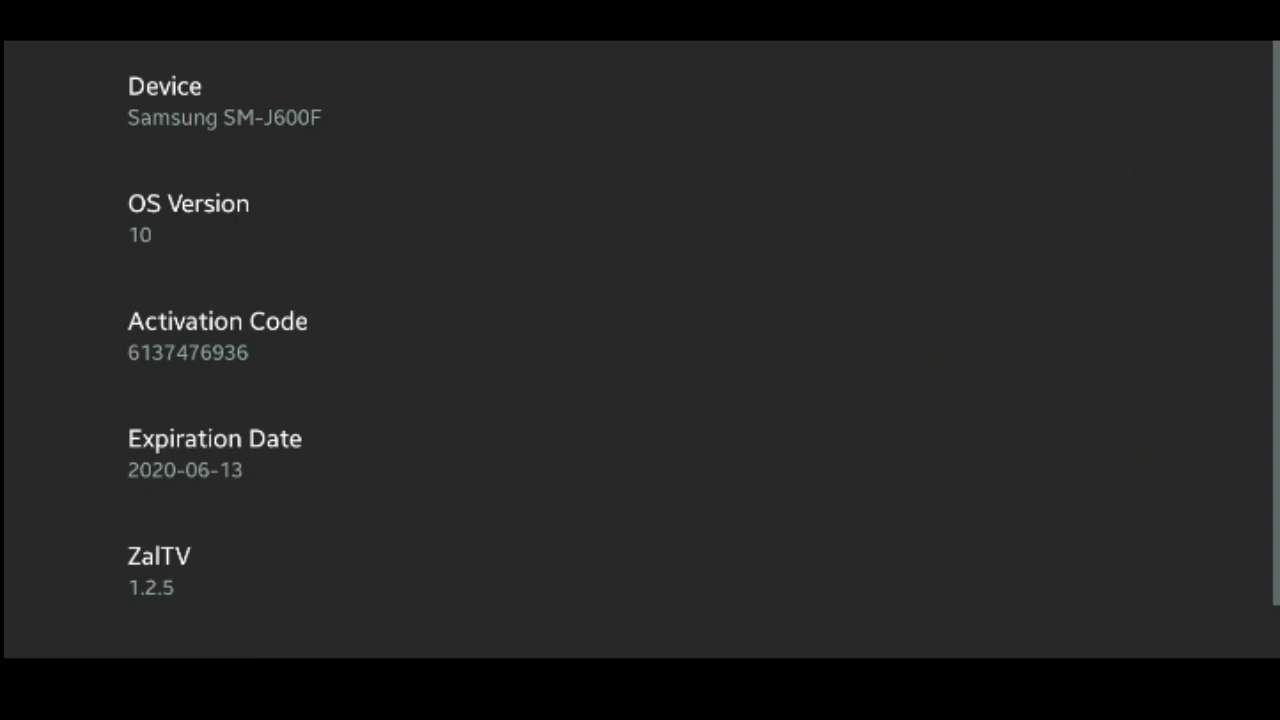 Device
Samsung SM-J600F
OS Version
10
Activation Code
6137476936
Expiration Date
2020-06-13
ZalTV
1.2.5